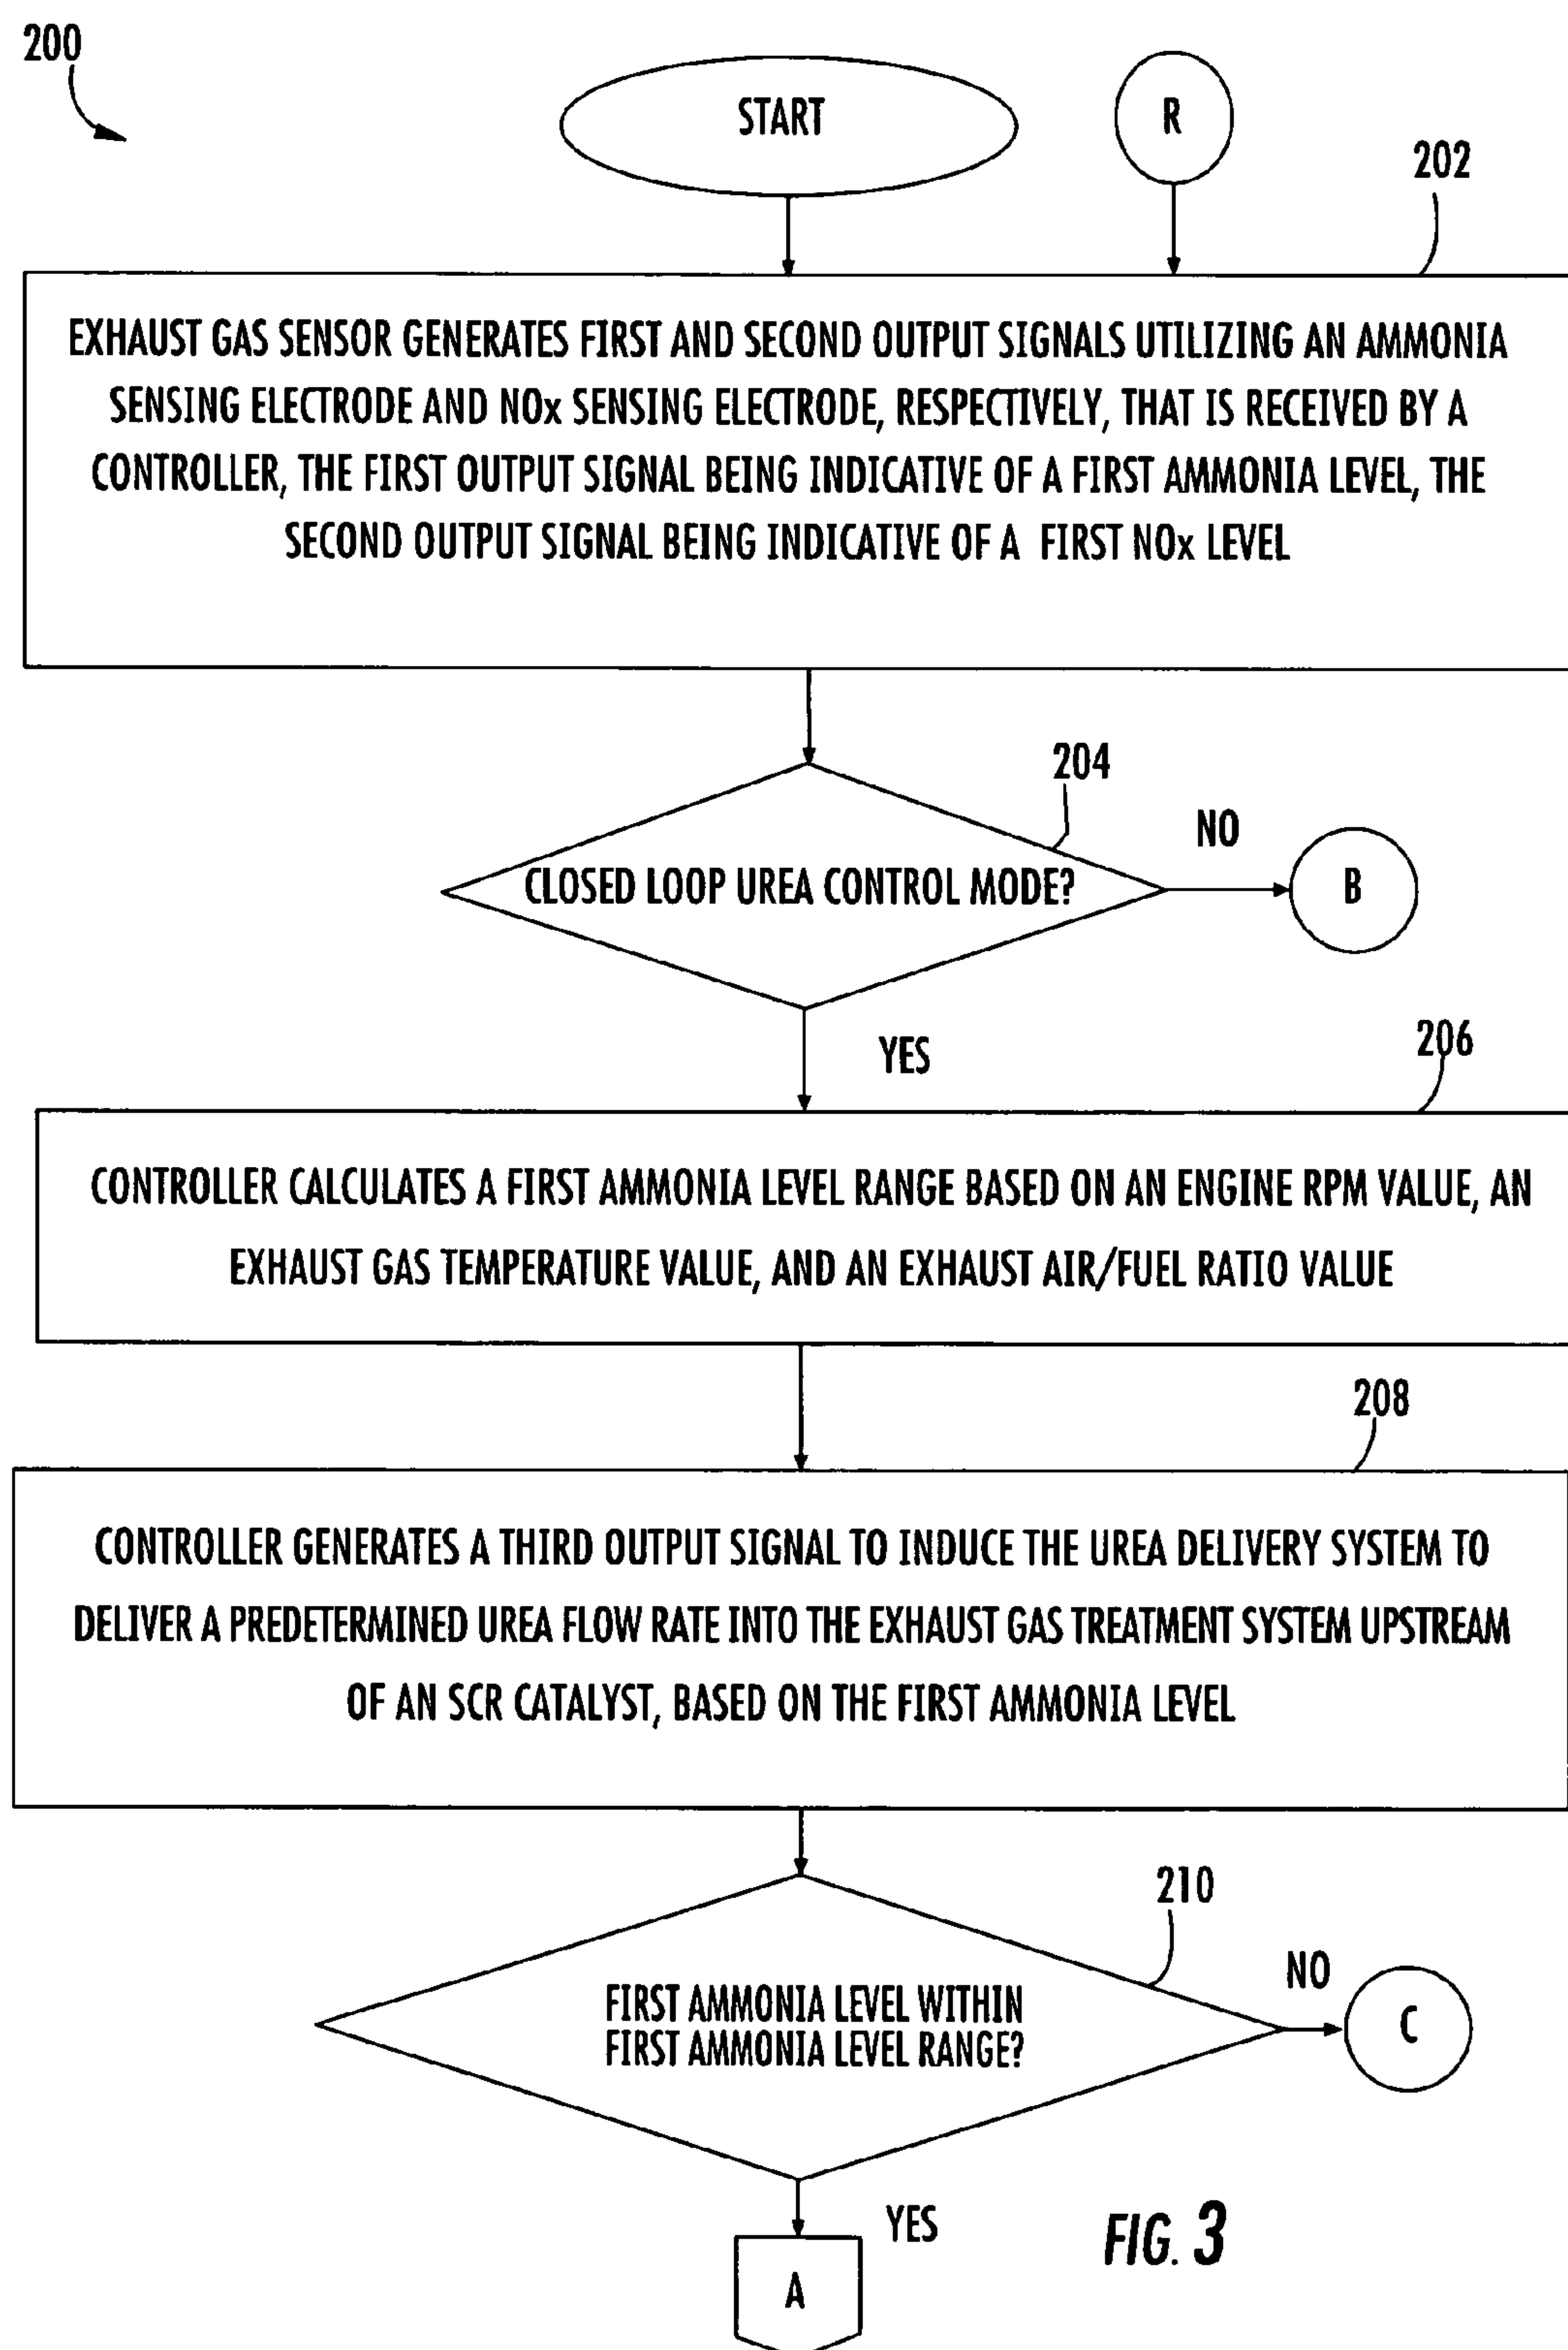 200
START
R
202
EXHAUST GAS SENSOR GENERATES FIRST AND SECOND OUTPUT SIGNALS UTILIZING AN AMMONIA
SENSING ELECTRODE AND NOx SENSING ELECTRODE, RESPECTIVELY, THAT IS RECEIVED BY A
CONTROLLER, THE FIRST OUTPUT SIGNAL BEING INDICATIVE OF A FIRST AMMONIA LEVEL, THE
SECOND OUTPUT SIGNAL BEING INDICATIVE OF A FIRST NOx LEVEL
204
NO
CLOSED LOOP UREA CONTROL MODE?
B
YES
206
CONTROLLER CALCULATES A FIRST AMMONIA LEVEL RANGE BASED ON AN ENGINE RPM VALUE, AN
EXHAUST GAS TEMPERATURE VALUE, AND AN EXHAUST AIR/FUEL RATIO VALUE
208
CONTROLLER GENERATES A THIRD OUTPUT SIGNAL TO INDUCE THE UREA DELIVERY SYSTEM TO
DELIVER A PREDETERMINED UREA FLOW RATE INTO THE EXHAUST GAS TREATMENT SYSTEM UPSTREAM
OF AN SCR CATALYST, BASED ON THE FIRST AMMONIA LEVEL
210
NO
FIRST AMMONIA LEVEL WITHIN
FIRST AMMONIA LEVEL RANGE?
C
YES
A
FIG. 3